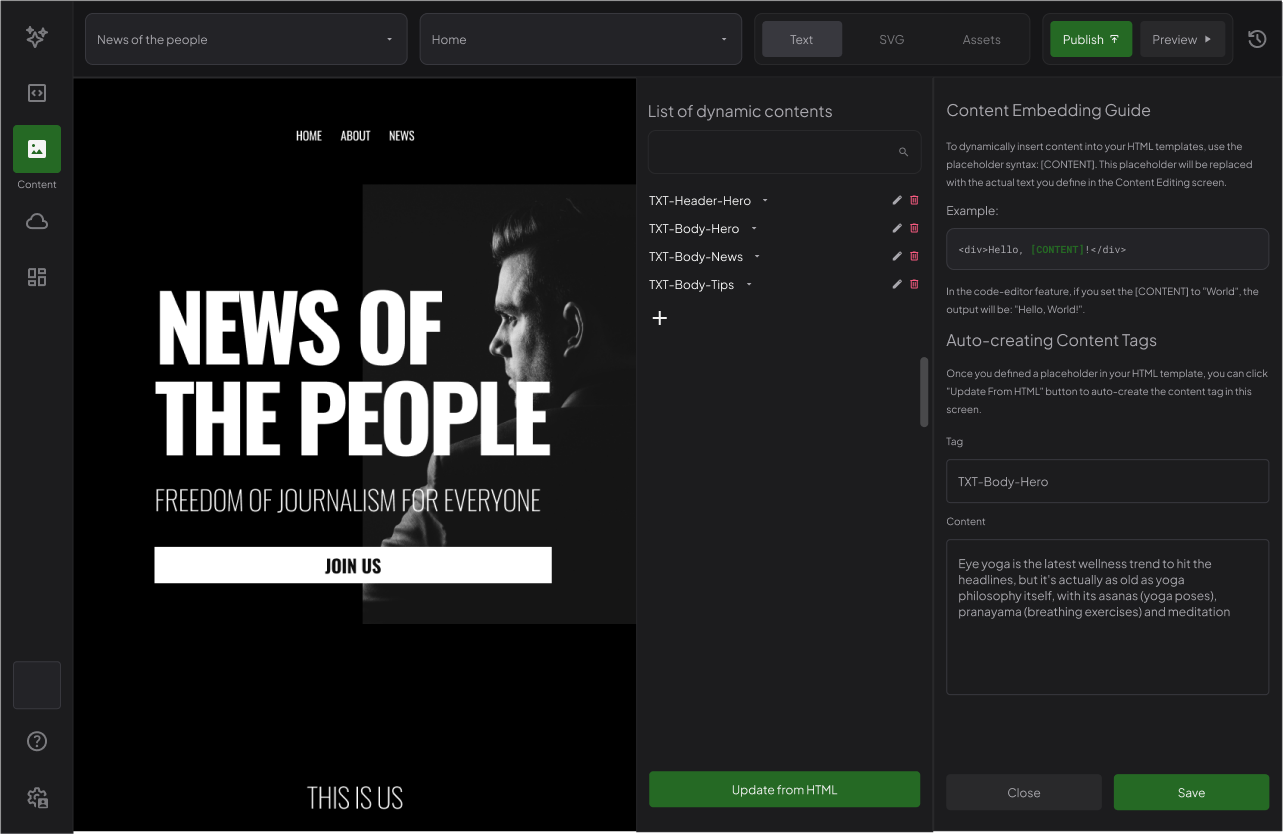 News of the people
Home
Text
SVG
Assets
Publish
Preview
Content
HOME
ABOUT
NEWS
NEWS OF
THE PEOPLE
FREEDOM OF JOURNALISM FOR EVERYONE
JOIN US
THIS IS US
List of dynamic contents
TXT-Header-Hero
TXT-Body-Hero
TXT-Body-News
TXT-Body-Tips
Update from HTML
Content Embedding Guide
To dynamically insert content into your HTML templates, use the
placeholder syntax: [CONTENT]. This placeholder will be replaced
with the actual text you define in the Content Editing screen.
Example:
<div>Hello, [CONTENT]!</div>
In the code-editor feature, if you set the [CONTENT] to "World", the
output will be: "Hello, World!".
Auto-creating Content Tags
Once you defined a placeholder in your HTML template, you can click
"Update From HTML" button to auto-create the content tag in this
screen.
Tag
TXT-Body-Hero
Content
Eye yoga is the latest wellness trend to hit the
headlines, but it's actually as old as yoga
philosophy itself, with its asanas (yoga poses),
pranayama (breathing exercises) and meditation
Close
Save